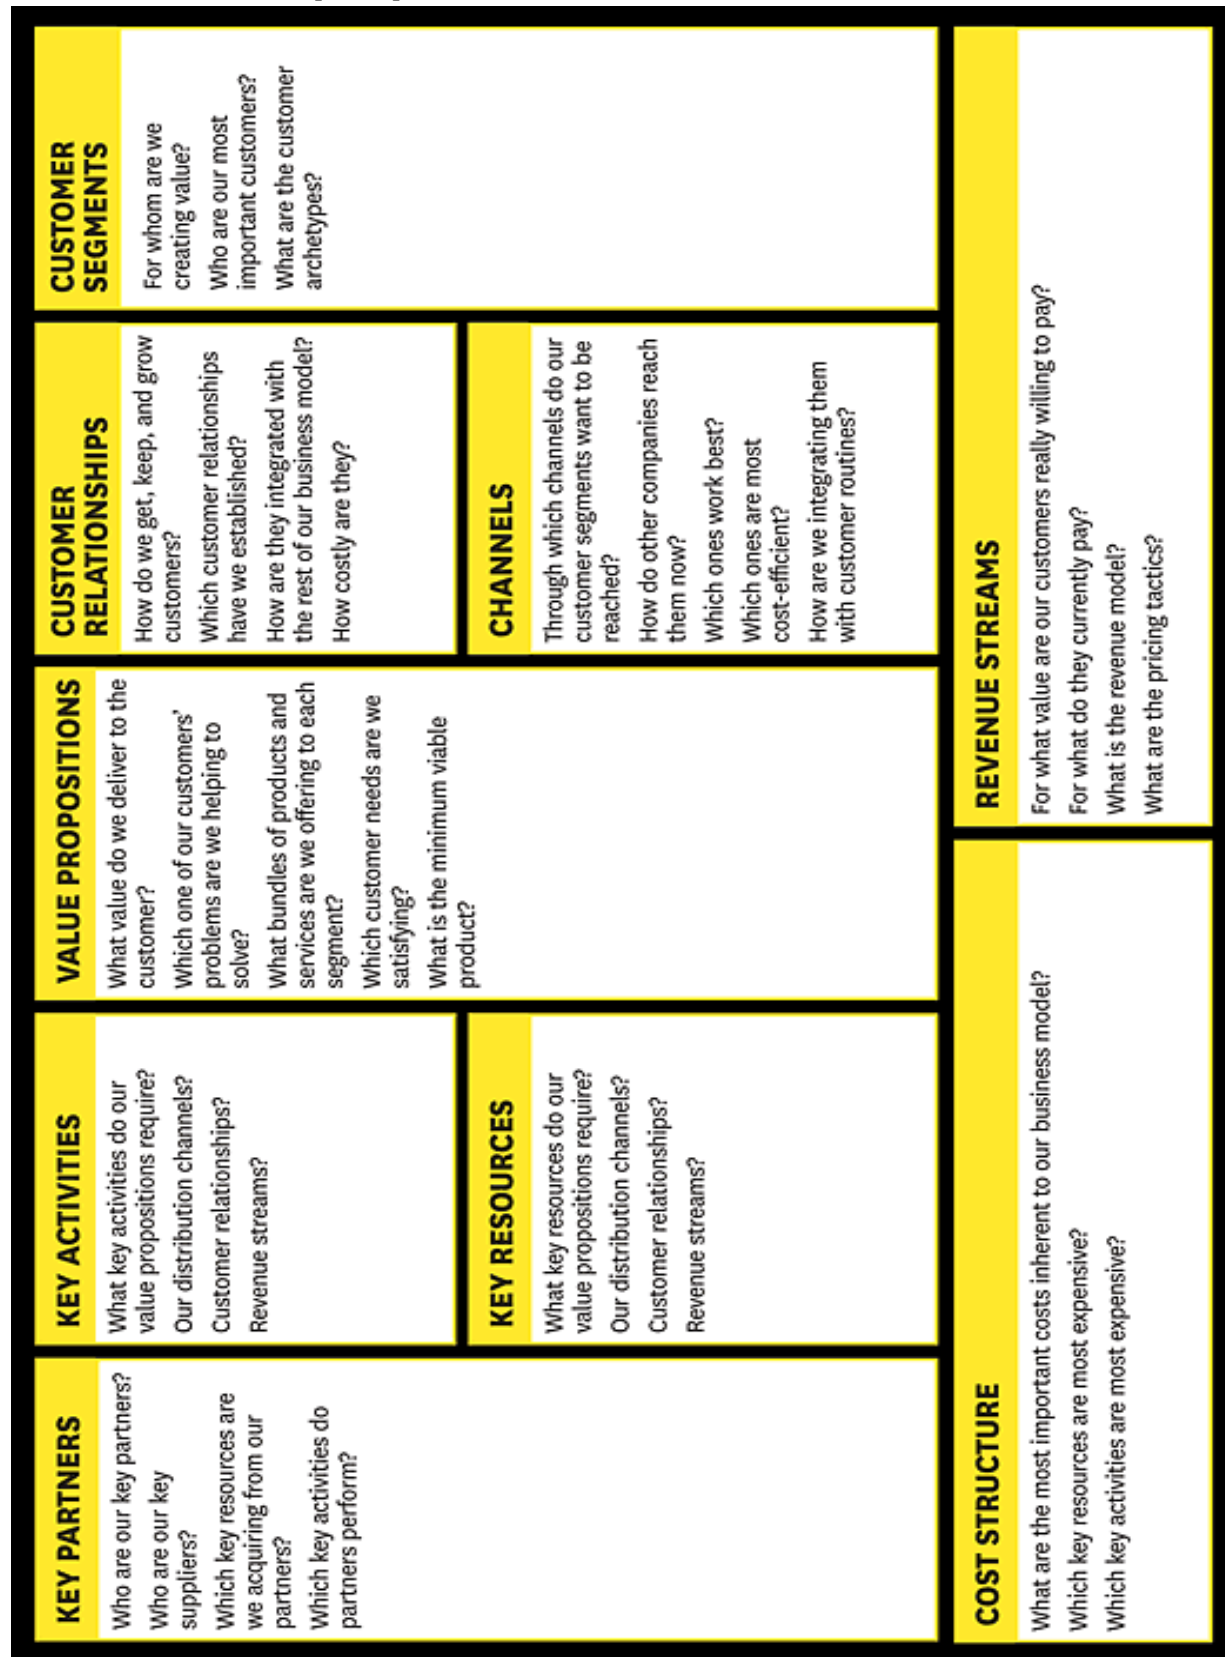 KEY PARTNERS
Who are our key partners?
Who are our key
suppliers?
Which key resources are
we acquiring from our
partners?
Which key activities do
partners perform?
KEY ACTIVITIES
What key activities do our
value propositions require?
Our distribution channels?
Customer relationships?
Revenue streams?
KEY RESOURCES
What key resources do our
value propositions require?
Our distribution channels?
Customer relationships?
Revenue streams?
VALUE PROPOSITIONS
What value do we deliver to the
customer?
Which one of our customers’
problems are we helping to
solve?
What bundles of products and
services are we offering to each
segment?
Which customer needs are we
satisfying?
What is the minimum viable
product?
CUSTOMER
RELATIONSHIPS
How do we get, keep, and grow
customers?
Which customer relationships
have we established?
How are they integrated with
the rest of our business model?
How costly are they?
CHANNELS
Through which channels do our
customer segments want to be
reached?
How do other companies reach
them now?
Which ones work best?
Which ones are most
cost-efficient?
How are we integrating them
with customer routines?
CUSTOMER
SEGMENTS
For whom are we
creating value?
Who are our most
important customers?
What are the customer
archetypes?
COST STRUCTURE
What are the most important costs inherent to our business model?
Which key resources are most expensive?
Which key activities are most expensive?
REVENUE STREAMS
For what value are our customers really willing to pay?
For what do they currently pay?
What is the revenue model?
What are the pricing tactics?